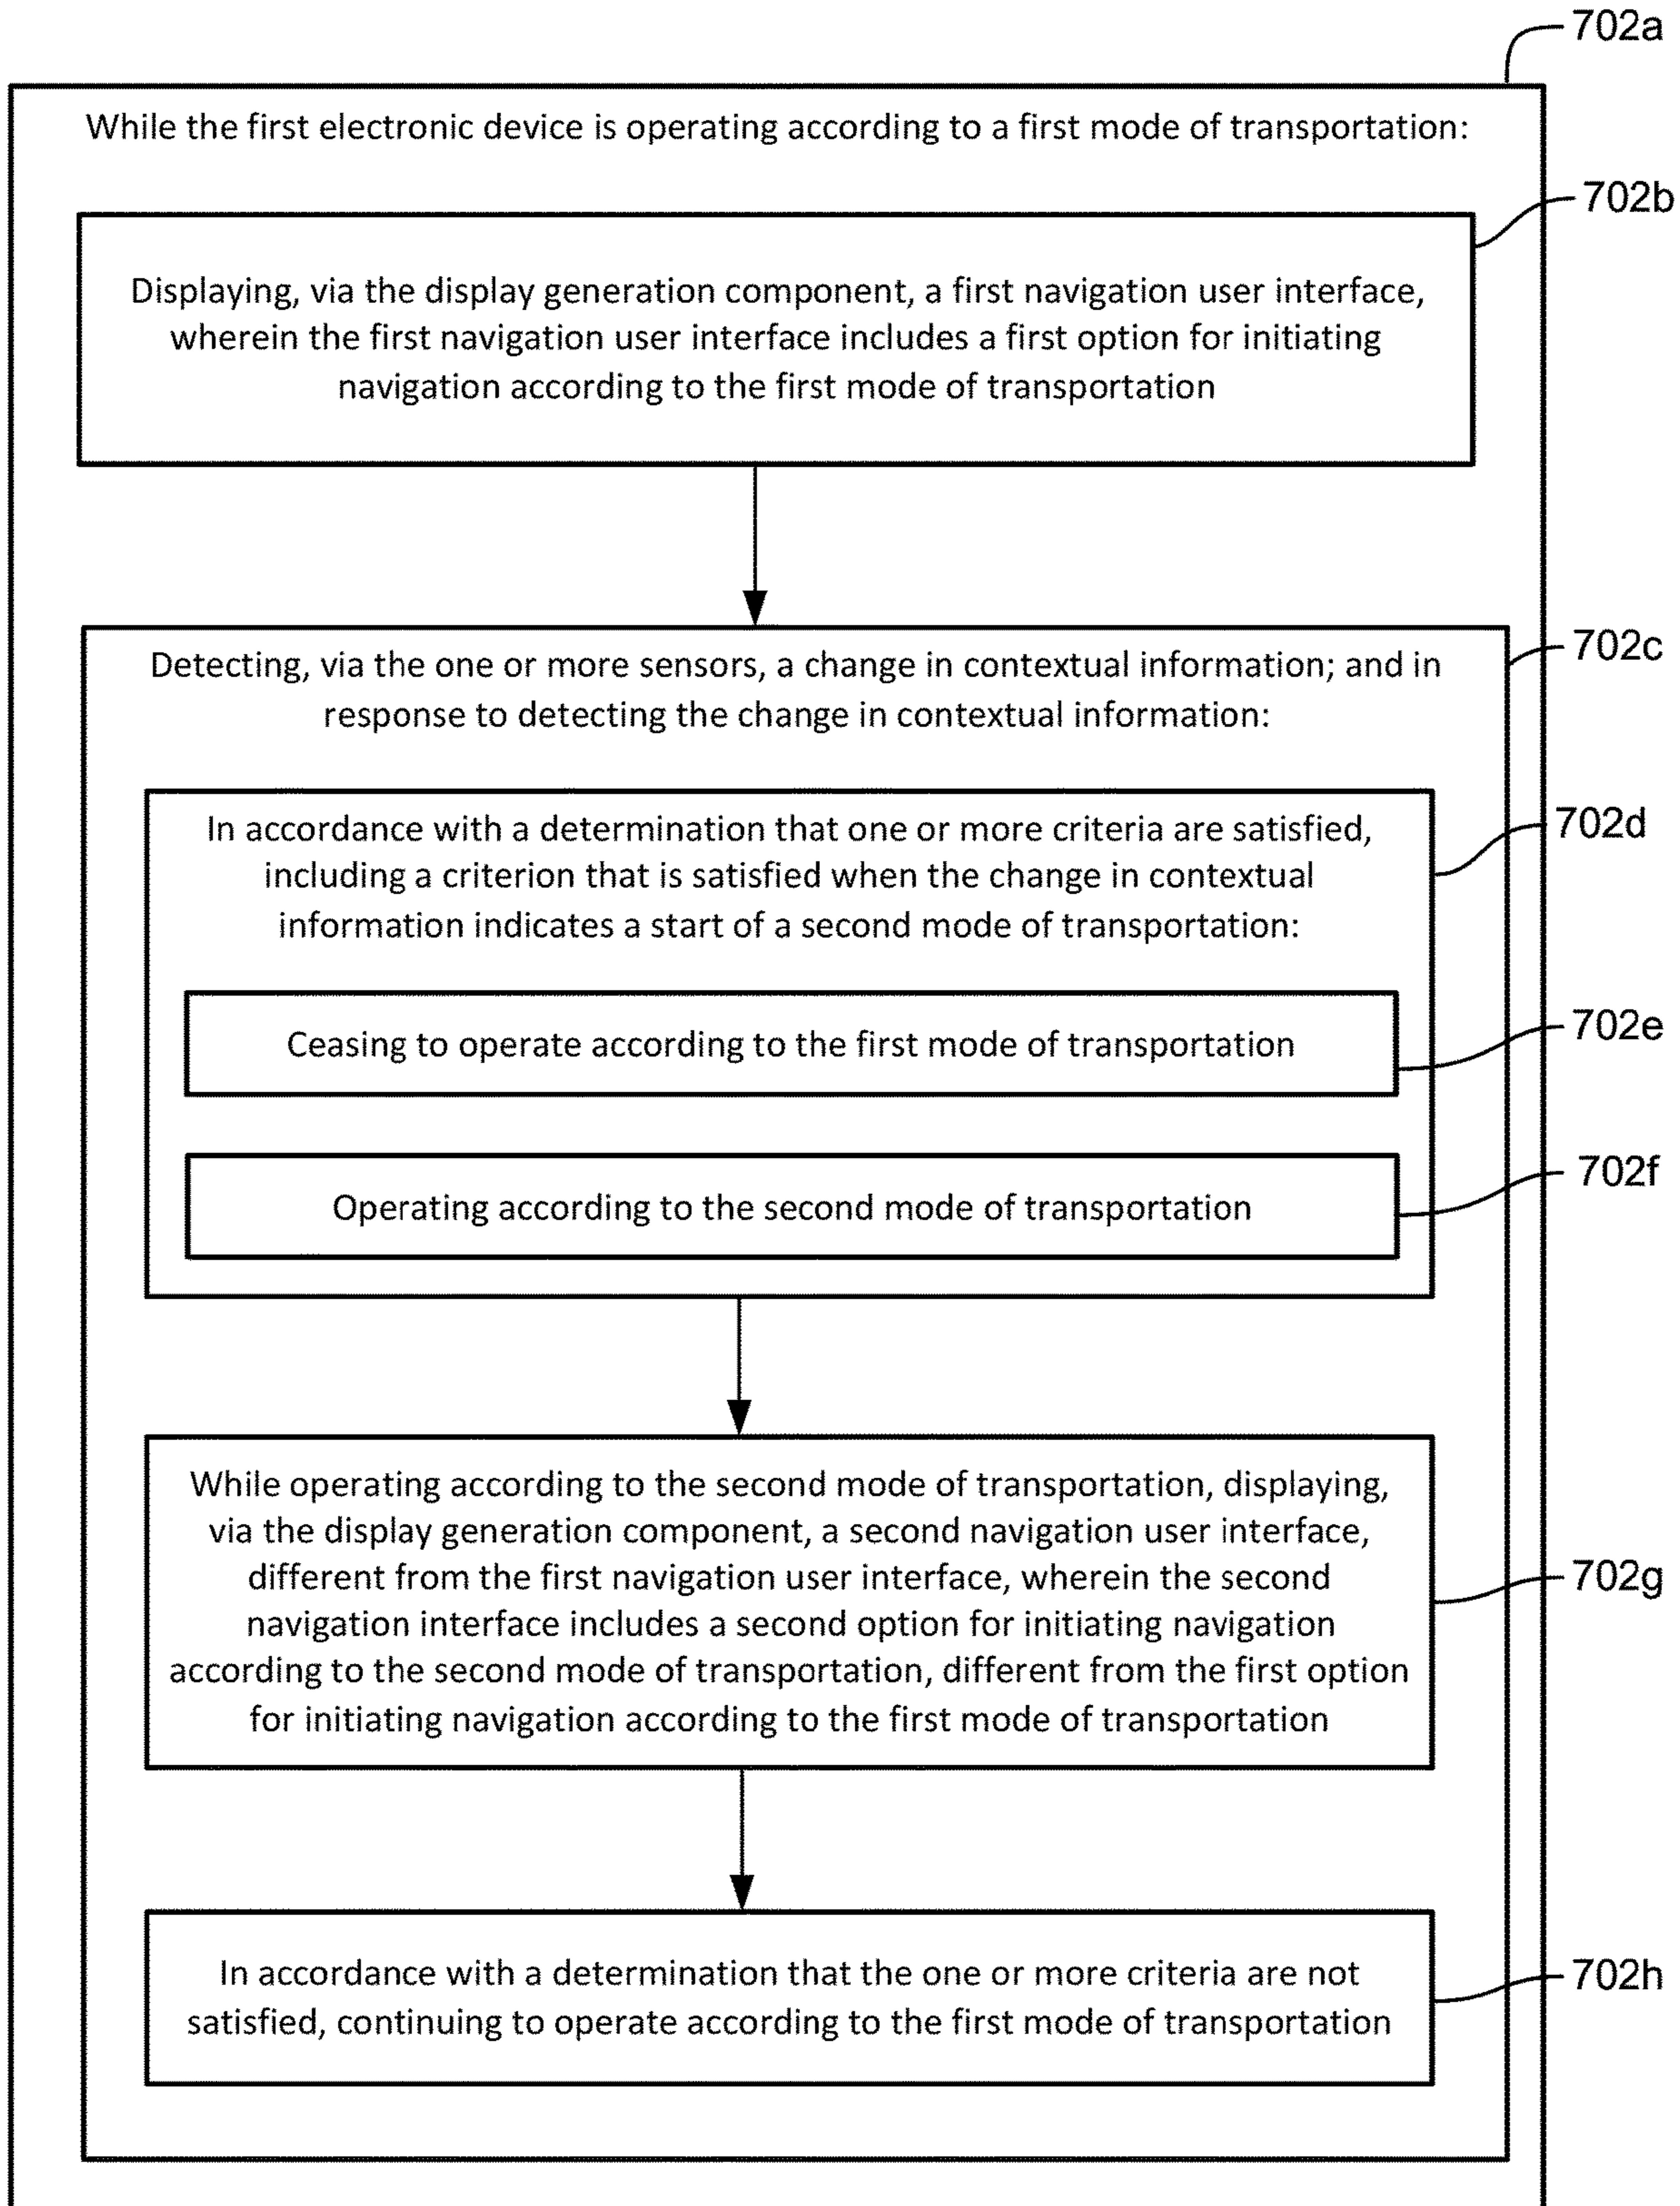 702a
While the first electronic device is operating according to a first mode of transportation:
702b
Displaying, via the display generation component, a first navigation user interface,
wherein the first navigation user interface includes a first option for initiating
navigation according to the first mode of transportation
702c
Detecting, via the one or more sensors, a change in contextual information; and in
response to detecting the change in contextual information:
702d
In accordance with a determination that one or more criteria are satisfied,
including a criterion that is satisfied when the change in contextual
information indicates a start of a second mode of transportation:
702e
Ceasing to operate according to the first mode of transportation
702f
Operating according to the second mode of transportation
702g
While operating according to the second mode of transportation, displaying,
via the display generation component, a second navigation user interface,
different from the first navigation user interface, wherein the second
navigation interface includes a second option for initiating navigation
according to the second mode of transportation, different from the first option
for initiating navigation according to the first mode of transportation
702h
In accordance with a determination that the one or more criteria are not
satisfied, continuing to operate according to the first mode of transportation